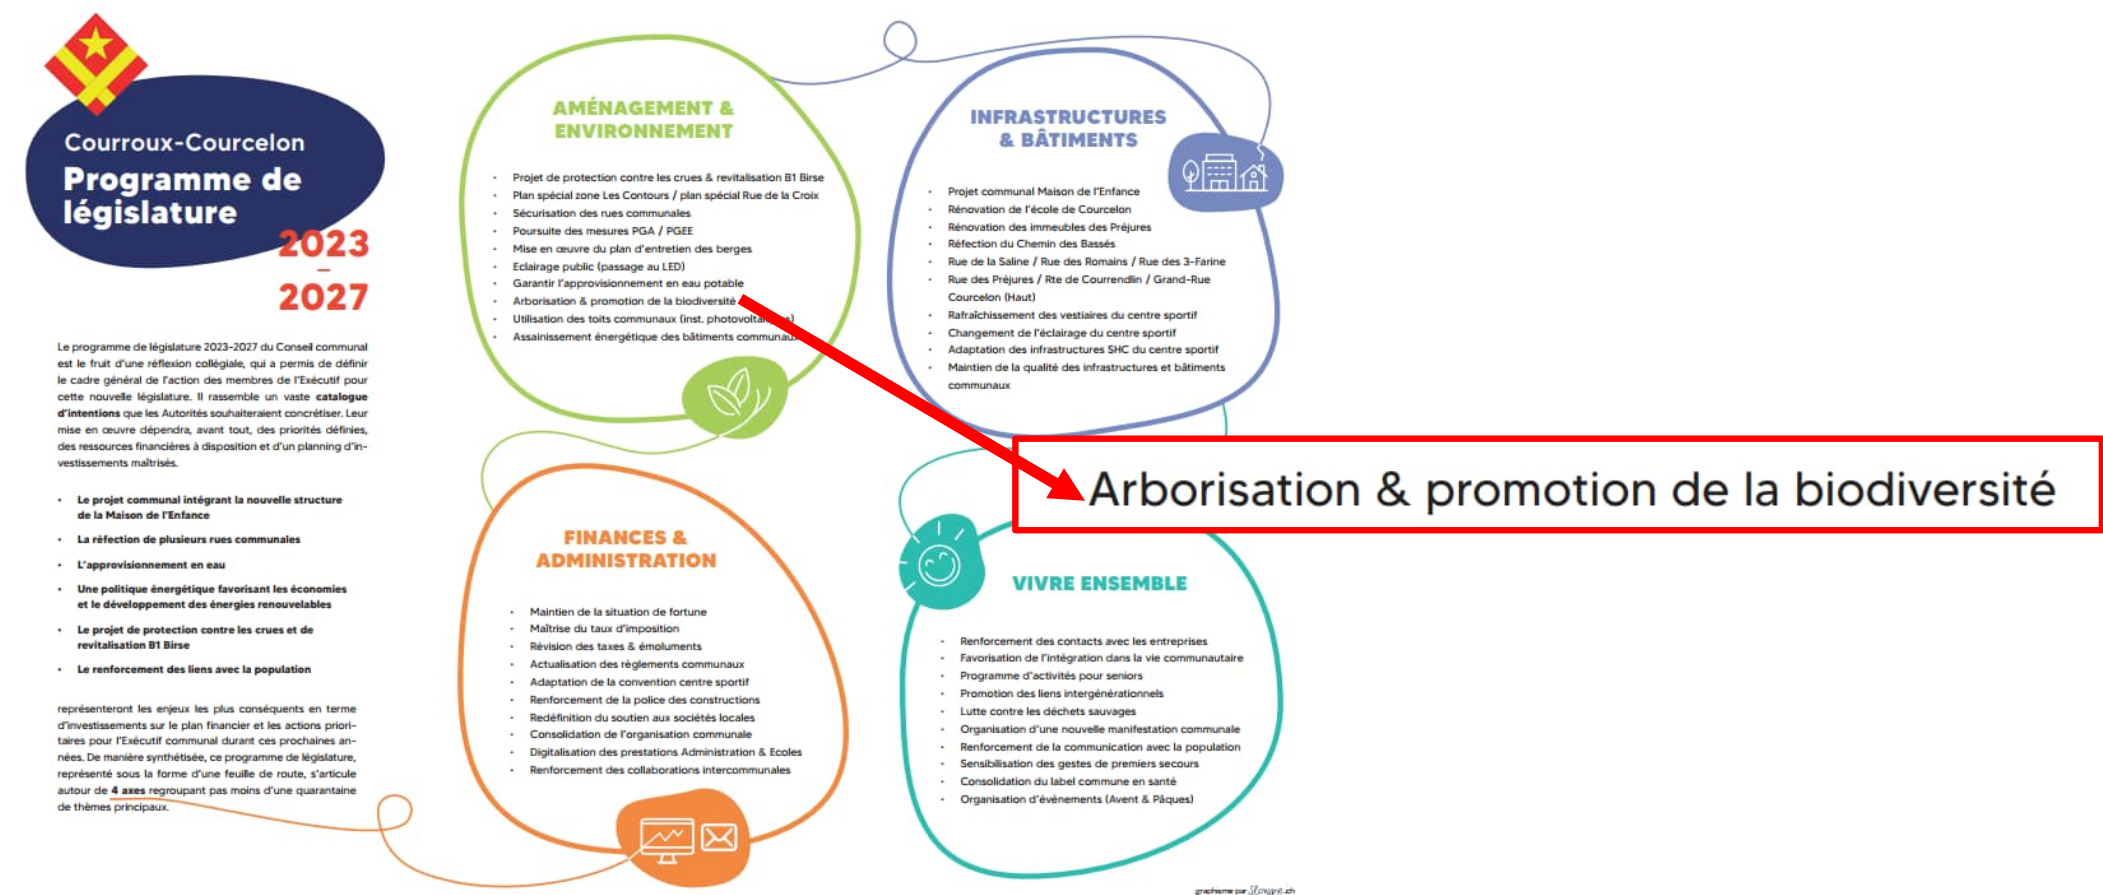 Courroux-Courcelon
Programme de
législature
2023
–
2027
Le programme de législature 2023-2027 du Conseil communal
est le fruit d'une réflexion collégiale, qui a permis de définir
le cadre général de l'action des membres de l'Exécutif pour
cette nouvelle législature. Il rassemble un vaste catalogue
d'intentions que les Autorités souhaiteraient concrétiser. Leur
mise en œuvre dépendra, avant tout, des priorités définies,
des ressources financières à disposition et d'un planning d'in-
vestissements maîtrisés.
• Le projet communal intégrant la nouvelle structure
de la Maison de l'Enfance
• La réfection de plusieurs rues communales
• L'approvisionnement en eau
• Une politique énergétique favorisant les économies
et le développement des énergies renouvelables
• Le projet de protection contre les crues et de
revitalisation B1 Birse
• Le renforcement des liens avec la population
représenteront les enjeux les plus conséquents en terme
d'investissements sur le plan financier et les actions priori-
taires pour l'Exécutif communal durant ces prochaines an-
nées. De manière synthétisée, ce programme de législature,
représenté sous la forme d'une feuille de route, s'articule
autour de 4 axes regroupant pas moins d'une quarantaine
de thèmes principaux.
AMÉNAGEMENT &
ENVIRONNEMENT
• Projet de protection contre les crues & revitalisation B1 Birse
• Plan spécial zone Les Contours / plan spécial Rue de la Croix
• Sécurisation des rues communales
• Poursuite des mesures PGA / PGEE
• Mise en œuvre du plan d'entretien des berges
• Eclairage public (passage au LED)
• Garantir l'approvisionnement en eau potable
• Arborisation & promotion de la biodiversité
• Utilisation des toits communaux (inst. photovoltaïques)
• Assainissement énergétique des bâtiments communaux
INFRASTRUCTURES
& BÂTIMENTS
• Projet communal Maison de l'Enfance
• Rénovation de l'école de Courcelon
• Rénovation des immeubles des Préjures
• Réfection du Chemin des Bassés
• Rue de la Saline / Rue des Romains / Rue des 3-Farine
• Rue des Préjures / Rte de Courrendlin / Grand-Rue
Courcelon (Haut)
• Rafraîchissement des vestiaires du centre sportif
• Changement de l'éclairage du centre sportif
• Adaptation des infrastructures SHC du centre sportif
• Maintien de la qualité des infrastructures et bâtiments
communaux
Arborisation & promotion de la biodiversité
FINANCES &
ADMINISTRATION
• Maintien de la situation de fortune
• Maîtrise du taux d'imposition
• Révision des taxes & émoluments
• Actualisation des règlements communaux
• Adaptation de la convention centre sportif
• Renforcement de la police des constructions
• Redéfinition du soutien aux sociétés locales
• Consolidation de l'organisation communale
• Digitalisation des prestations Administration & Ecoles
• Renforcement des collaborations intercommunales
VIVRE ENSEMBLE
• Renforcement des contacts avec les entreprises
• Favorisation de l'intégration dans la vie communautaire
• Programme d'activités pour seniors
• Promotion des liens intergénérationnels
• Lutte contre les déchets sauvages
• Organisation d'une nouvelle manifestation communale
• Renforcement de la communication avec la population
• Sensibilisation des gestes de premiers secours
• Consolidation du label commune en santé
• Organisation d'évènements (Avent & Pâques)
graphisme par